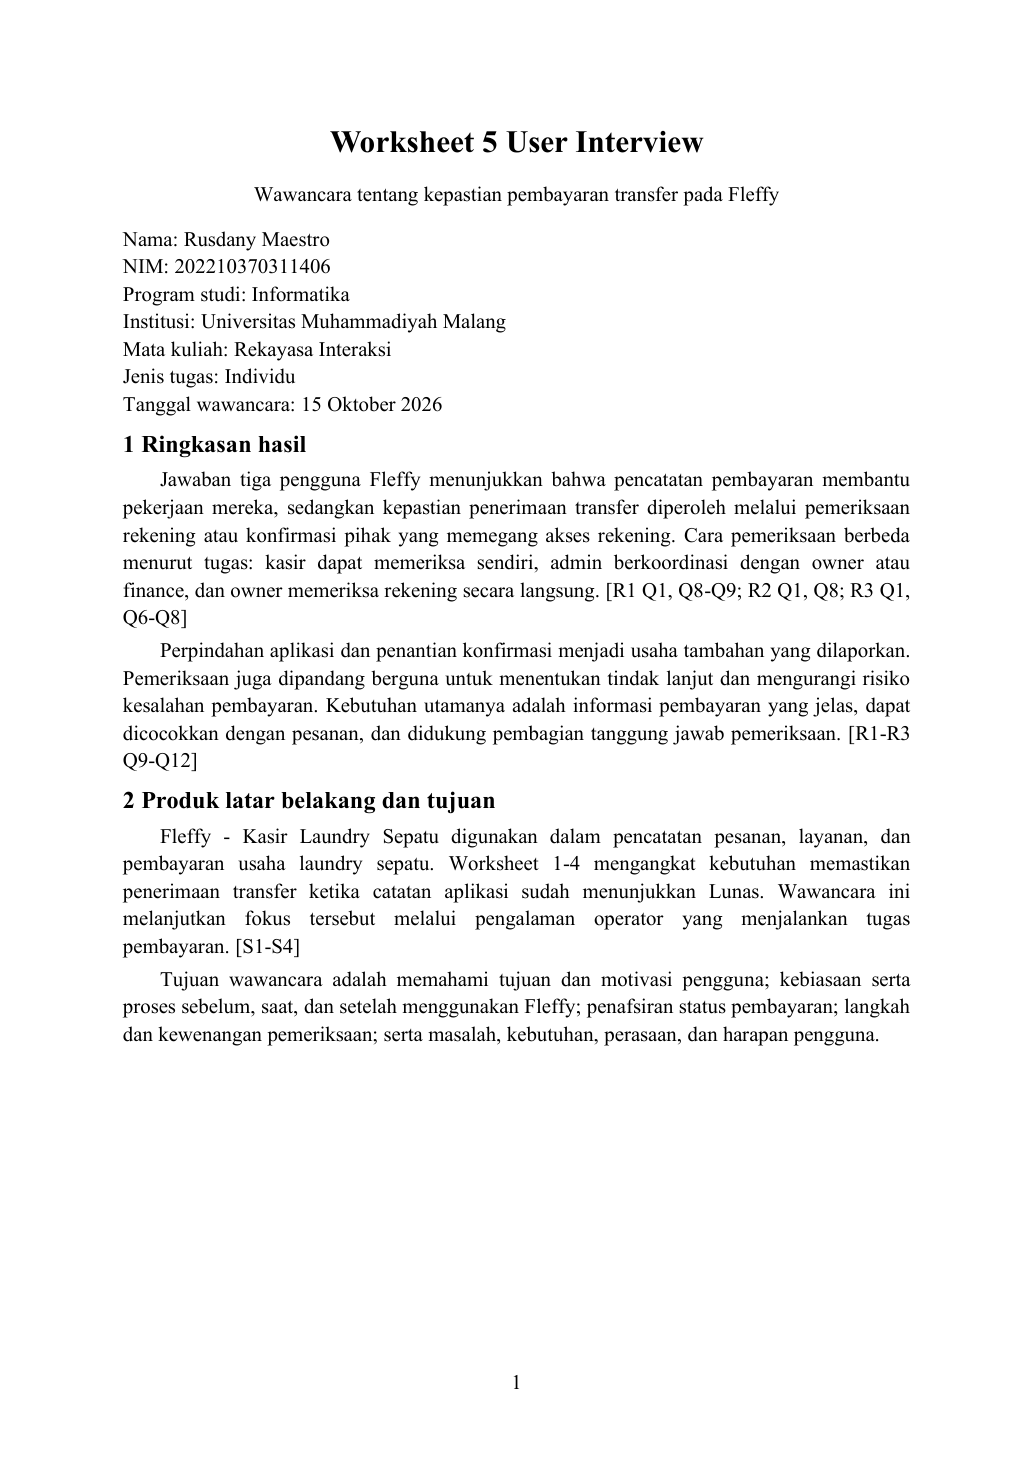 Worksheet 5 User Interview
Wawancara tentang kepastian pembayaran transfer pada Fleffy
Nama: Rusdany Maestro
NIM: 202210370311406
Program studi: Informatika
Institusi: Universitas Muhammadiyah Malang
Mata kuliah: Rekayasa Interaksi
Jenis tugas: Individu
Tanggal wawancara: 15 Oktober 2026
1 Ringkasan hasil
Jawaban tiga pengguna Fleffy menunjukkan bahwa pencatatan pembayaran membantu
pekerjaan mereka, sedangkan kepastian penerimaan transfer diperoleh melalui pemeriksaan
rekening atau konfirmasi pihak yang memegang akses rekening. Cara pemeriksaan berbeda
menurut tugas: kasir dapat memeriksa sendiri, admin berkoordinasi dengan owner atau
finance, dan owner memeriksa rekening secara langsung. [R1 Q1, Q8-Q9; R2 Q1, Q8; R3 Q1,
Q6-Q8]
Perpindahan aplikasi dan penantian konfirmasi menjadi usaha tambahan yang dilaporkan.
Pemeriksaan juga dipandang berguna untuk menentukan tindak lanjut dan mengurangi risiko
kesalahan pembayaran. Kebutuhan utamanya adalah informasi pembayaran yang jelas, dapat
dicocokkan dengan pesanan, dan didukung pembagian tanggung jawab pemeriksaan. [R1-R3
Q9-Q12]
2 Produk latar belakang dan tujuan
Fleffy - Kasir Laundry Sepatu digunakan dalam pencatatan pesanan, layanan, dan
pembayaran usaha laundry sepatu. Worksheet 1-4 mengangkat kebutuhan memastikan
penerimaan transfer ketika catatan aplikasi sudah menunjukkan Lunas. Wawancara ini
melanjutkan fokus tersebut melalui pengalaman operator yang menjalankan tugas
pembayaran. [S1-S4]
Tujuan wawancara adalah memahami tujuan dan motivasi pengguna; kebiasaan serta
proses sebelum, saat, dan setelah menggunakan Fleffy; penafsiran status pembayaran; langkah
dan kewenangan pemeriksaan; serta masalah, kebutuhan, perasaan, dan harapan pengguna.
1